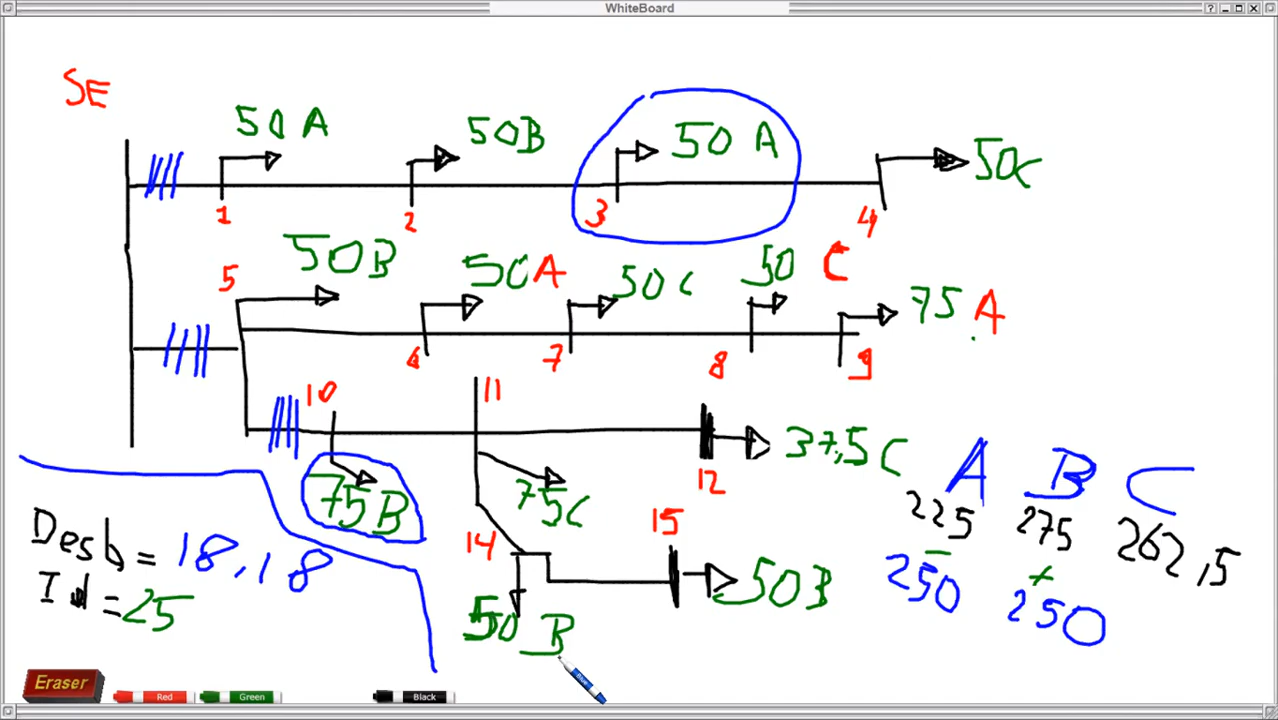 WhiteBoard
SE
50 A
50B
50 A
50C
1
2
3
4
50B
50A
50C
50 C
75 A
5
6
7
8
9
10
11
12
37,5 C
75B
75C
14
15
50B
50 B
A B C
225 275 262,5
- +
250 250
Desb = 18,18
Id = 25
Eraser
Red
Green
Blue
Black